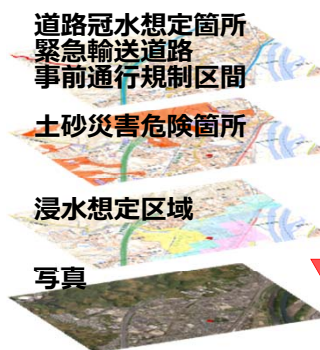 道路冠水想定箇所
緊急輸送道路
事前通行規制区間
土砂災害危険箇所
浸水想定区域
写真